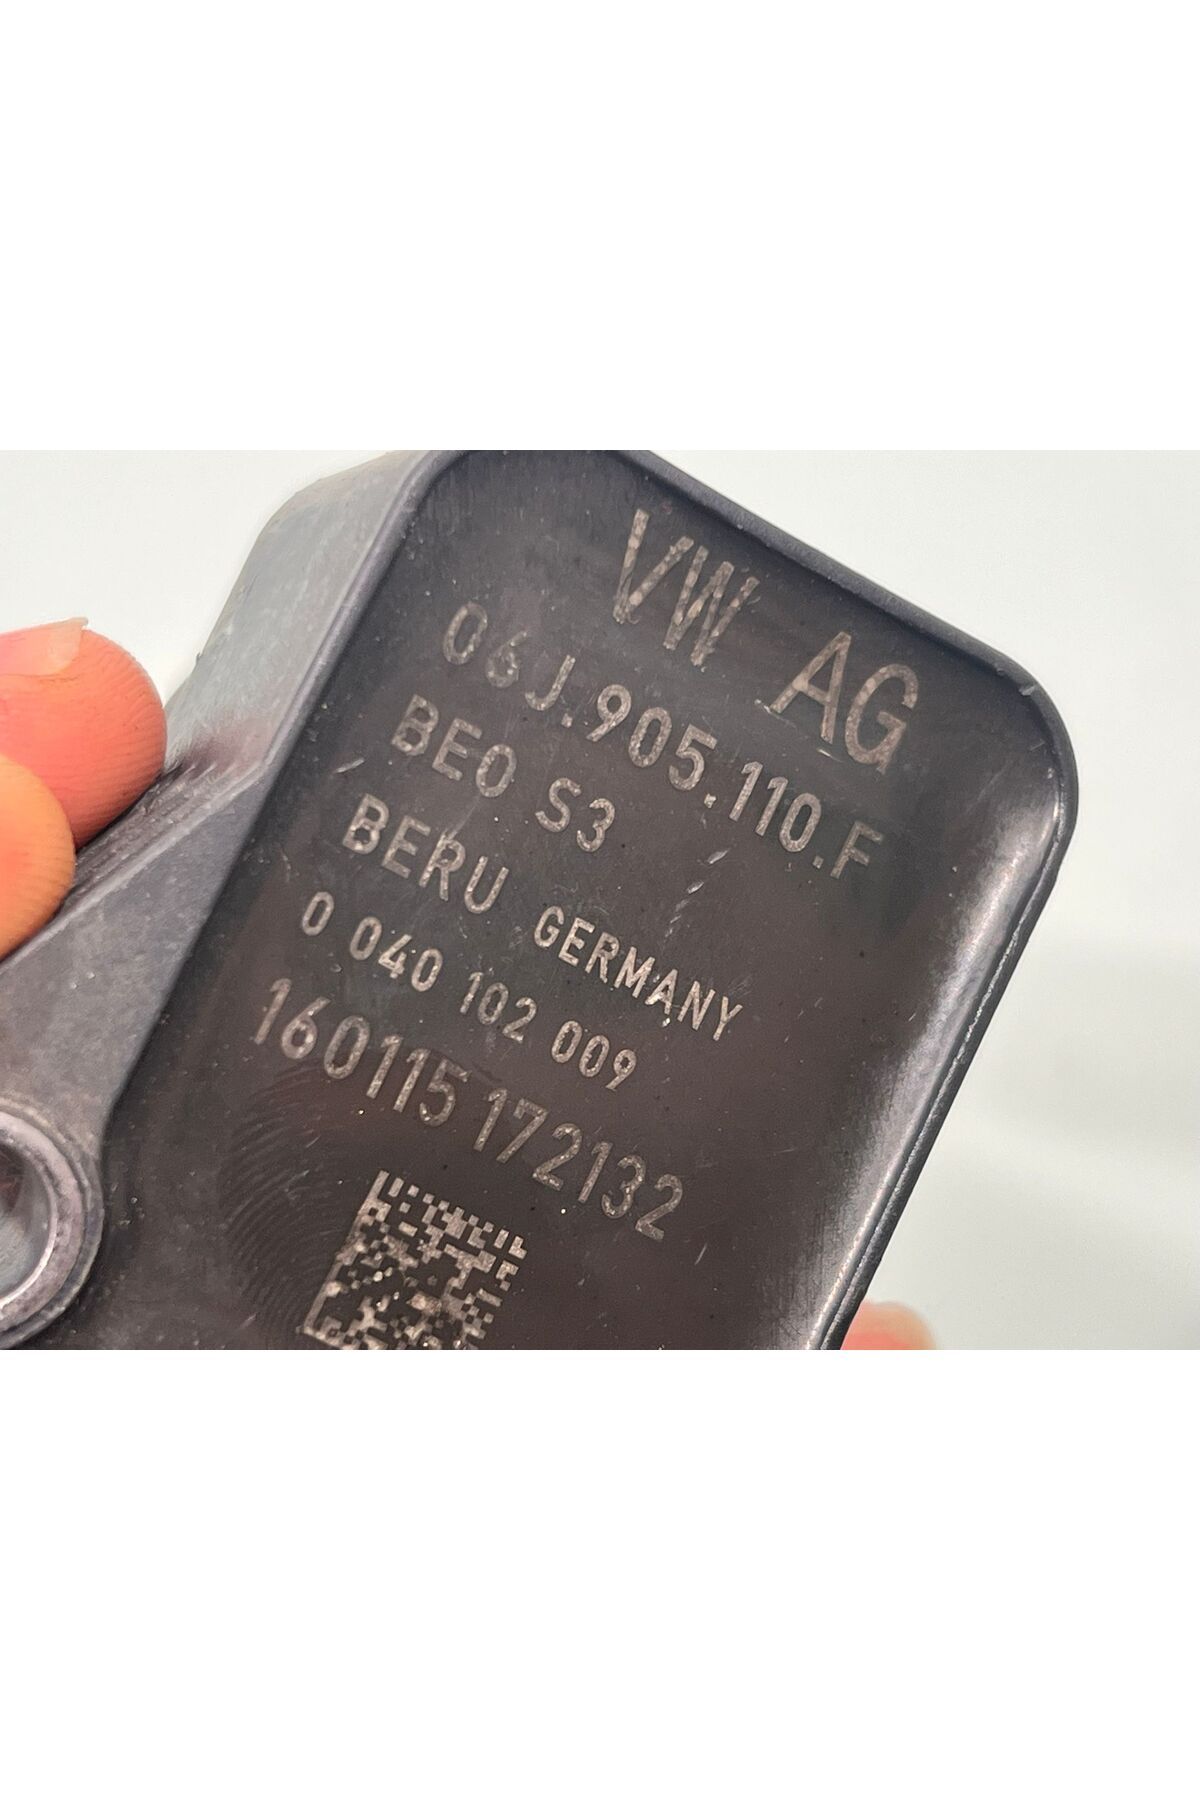 VW AG
06J.905.110.F
BEO S3
BERU GERMANY
0 040 102 009
160115 172132